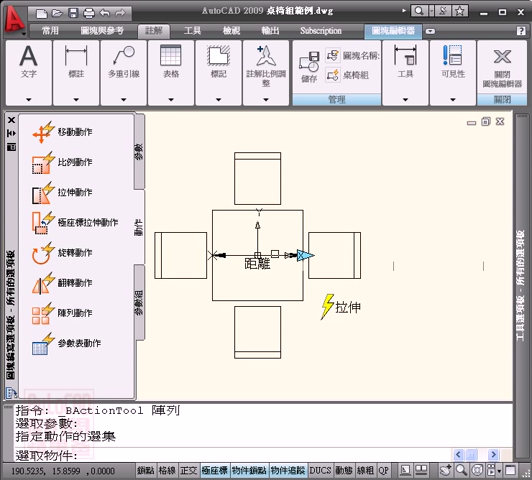 AutoCAD 2009 桌椅組範例.dwg
常用 圖塊與參考 註解 工具 檢視 輸出 Subscription 圖塊編輯器
文字 標註 多重引線 表格 標記 註解比例調整 儲存 圖塊名稱: 桌椅組 工具 可見性 關閉圖塊編輯器
管理 關閉
移動動作
比例動作
拉伸動作
極座標拉伸動作
旋轉動作
翻轉動作
陣列動作
參數表動作
參數
動作
參數組
圖塊編寫選項板 - 所有的選項板
工具選項板 - 所有的選項板
Y
X
距離
拉伸
指令: _BActionTool 陣列
選取參數:
指定動作的選集
選取物件:
190.5235, 15.8599 , 0.0000 鎖點 格線 正交 極座標 物件鎖點 物件追蹤 DUCS 動態 線粗 QP